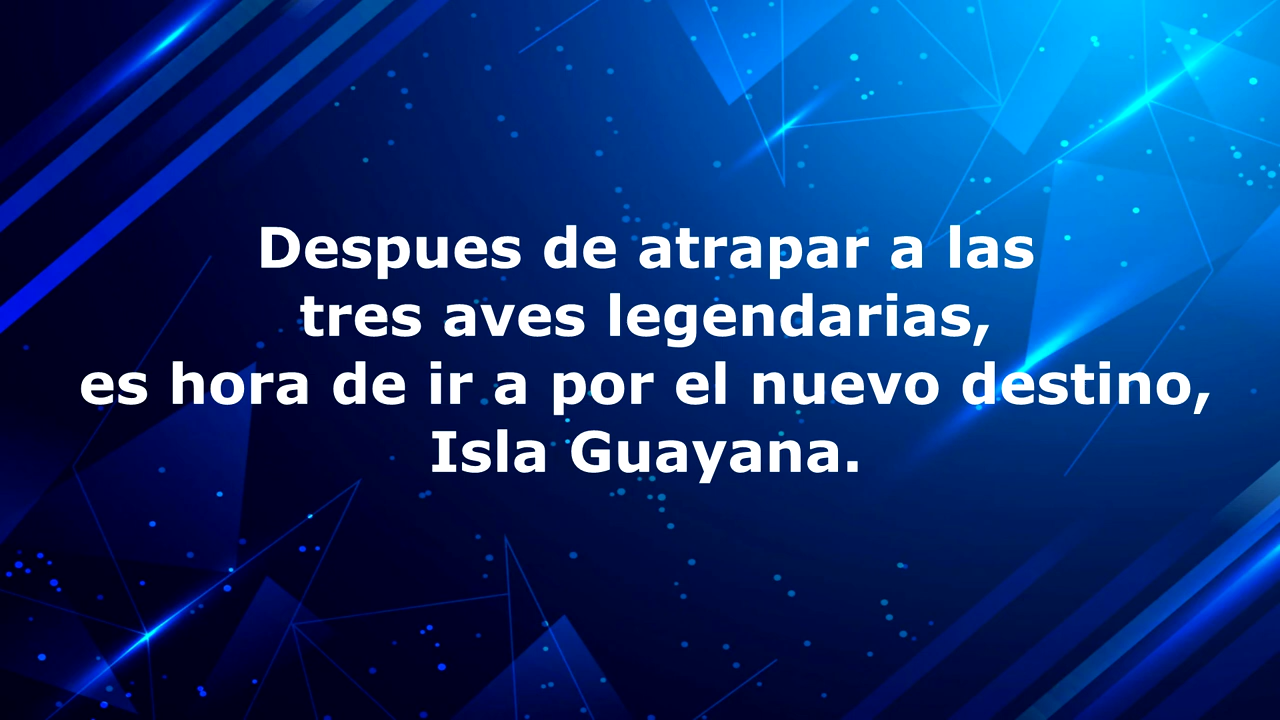 Despues de atrapar a las
tres aves legendarias,
es hora de ir a por el nuevo destino,
Isla Guayana.